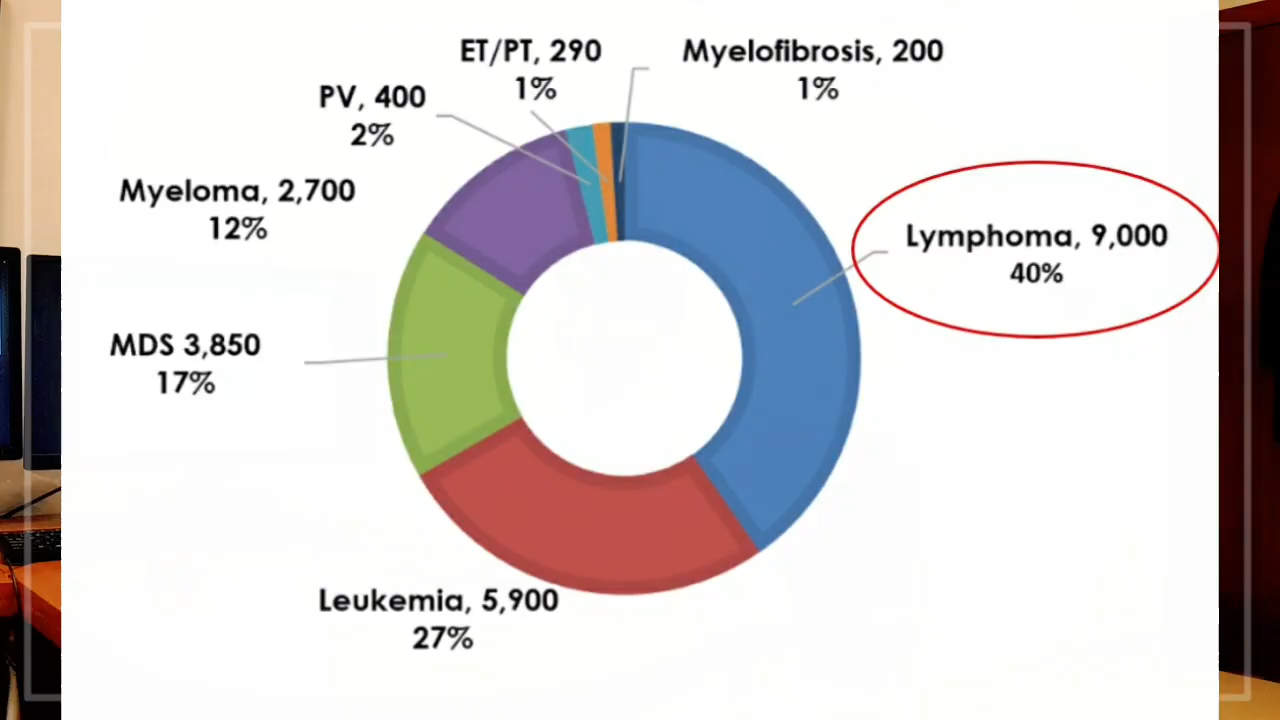 ET/PT, 290
1%
Myelofibrosis, 200
1%
PV, 400
2%
Myeloma, 2,700
12%
Lymphoma, 9,000
40%
MDS 3,850
17%
Leukemia, 5,900
27%